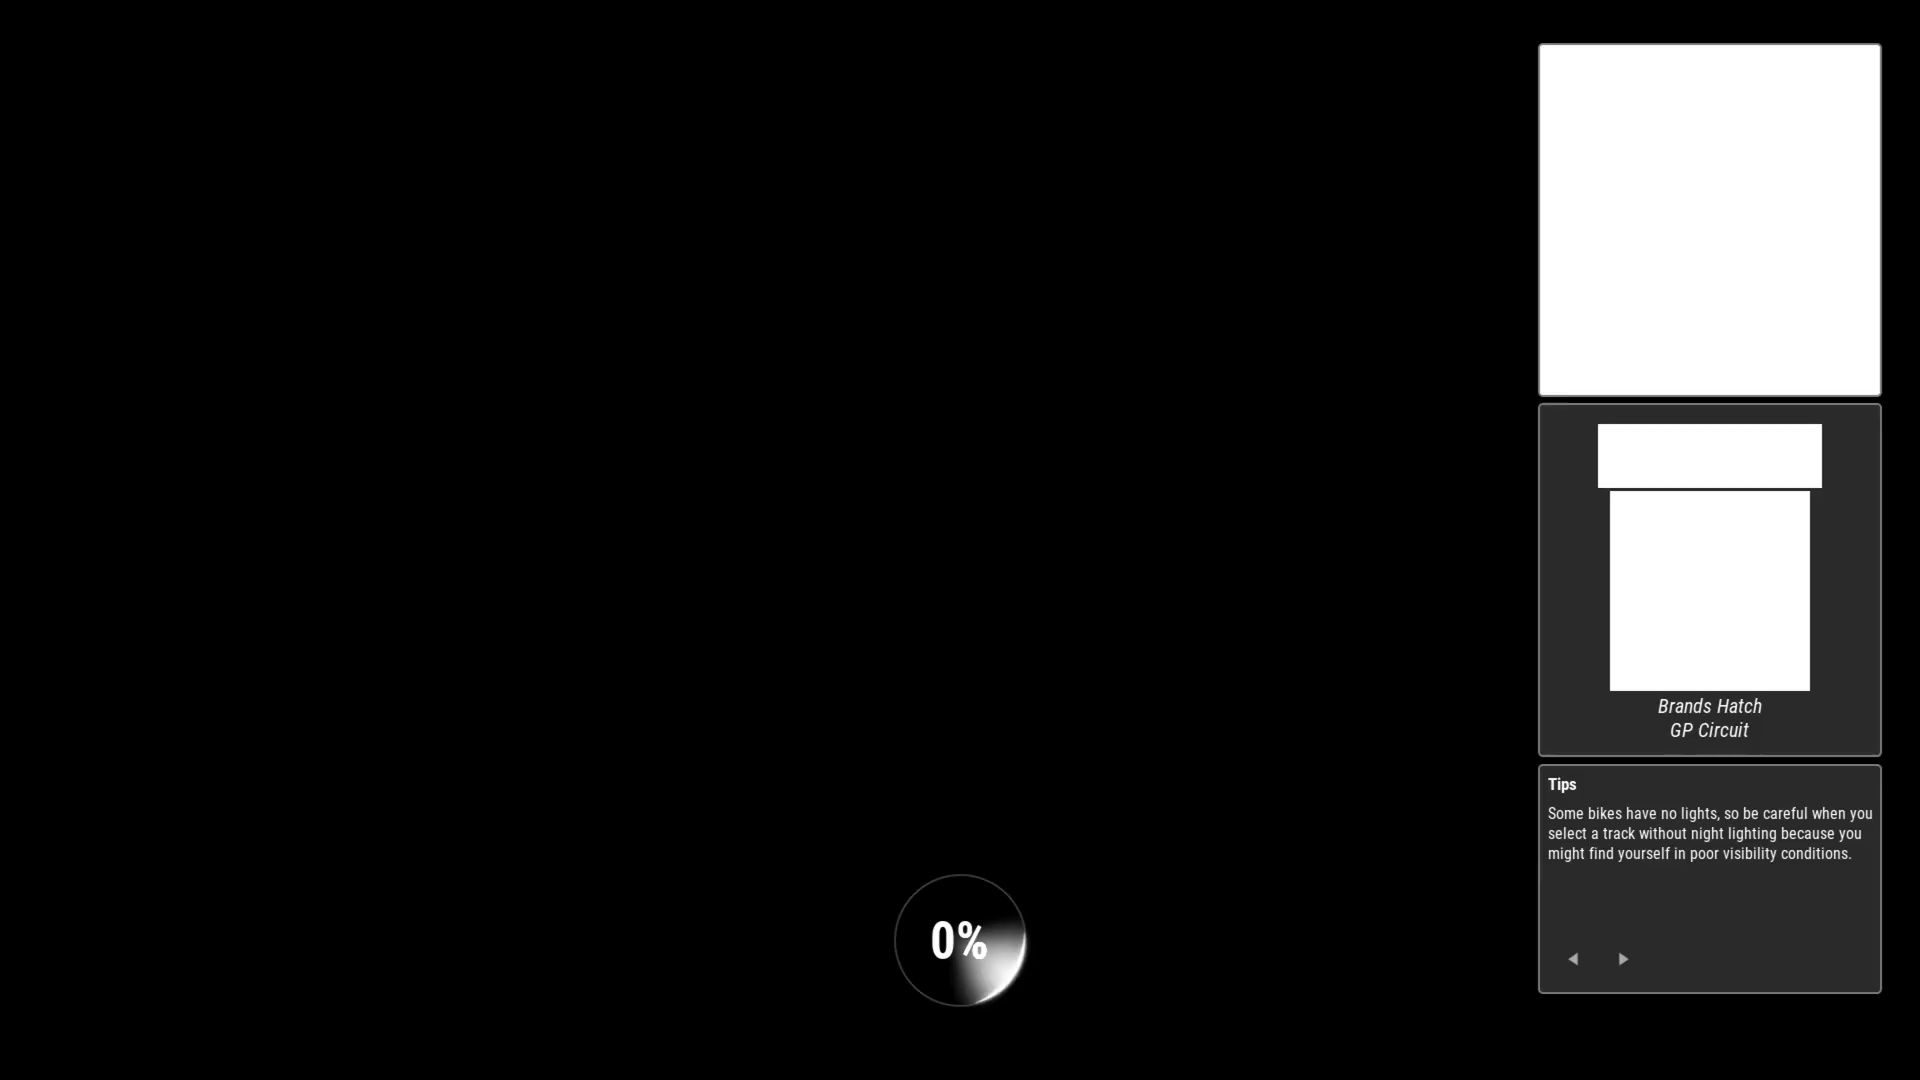 Brands Hatch
GP Circuit
Tips
Some bikes have no lights, so be careful when you
select a track without night lighting because you
might find yourself in poor visibility conditions.
0%